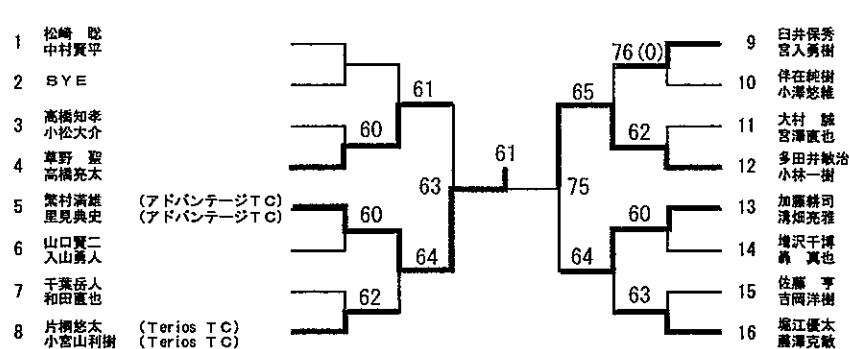 1 松崎 聡
中村賢平
2 BYE
3 高橋知孝
小松大介
4 草野 聖
高橋亮太
5 繁村満雄 (アドバンテージTC)
里見典史 (アドバンテージTC)
6 山口賢二
入山勇人
7 千葉岳人
和田直也
8 片桐悠太 (Terios TC)
小宮山利樹 (Terios TC)
61
60
63
60
64
62
61
76(0)
65
62
75
60
64
63
9 臼井保秀
宮入勇樹
10 伴在純樹
小澤悠維
11 大村 誠
宮澤直也
12 多田井敏治
小林一樹
13 加藤耕司
溝畑亮雅
14 増沢千博
真也
15 佐藤 亨
吉岡洋樹
16 堀江優太
藤澤克敏